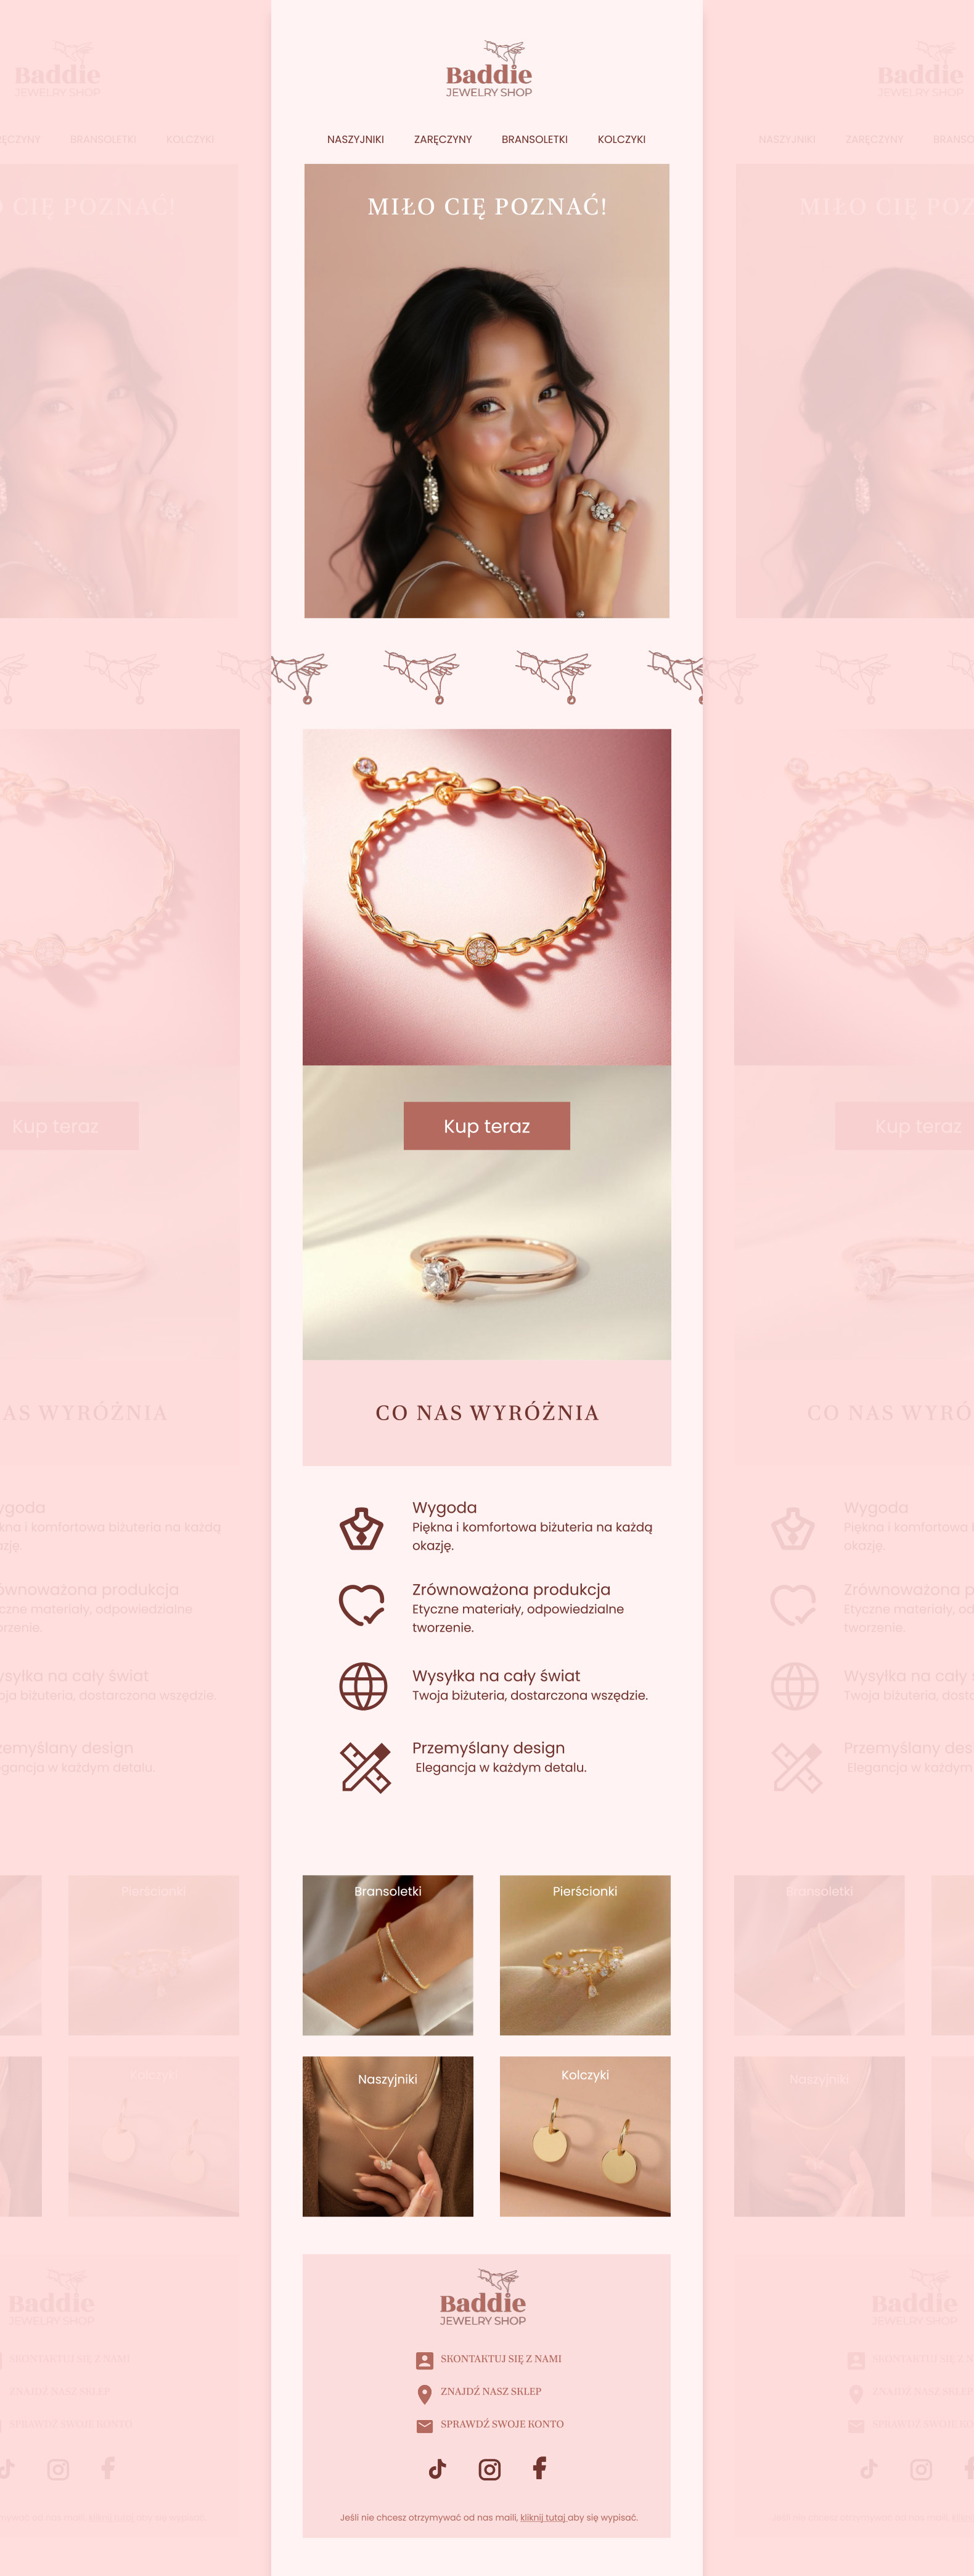 Baddie
JEWELRY SHOP
NASZYJNIKI ZARĘCZYNY BRANSOLETKI KOLCZYKI
MIŁO CIĘ POZNAĆ!
Kup teraz
CO NAS WYRÓŻNIA
Wygoda
Piękna i komfortowa biżuteria na każdą
okazję.
Zrównoważona produkcja
Etyczne materiały, odpowiedzialne
tworzenie.
Wysyłka na cały świat
Twoja biżuteria, dostarczona wszędzie.
Przemyślany design
Elegancja w każdym detalu.
Bransoletki Pierścionki
Naszyjniki Kolczyki
Baddie
JEWELRY SHOP
SKONTAKTUJ SIĘ Z NAMI
ZNAJDŹ NASZ SKLEP
SPRAWDŹ SWOJE KONTO
Jeśli nie chcesz otrzymywać od nas maili, kliknij tutaj aby się wypisać.